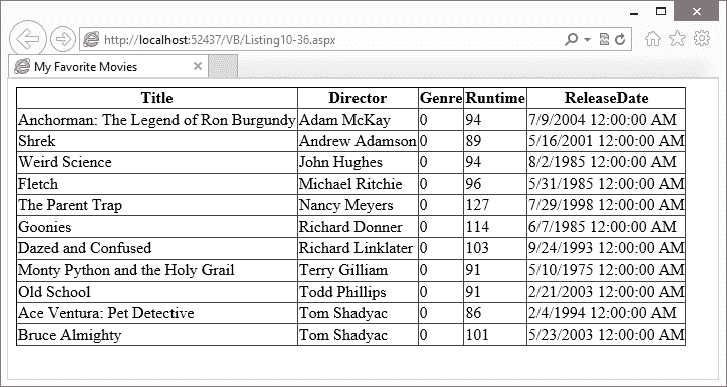 http://localhost:52437/VB/Listing10-36.aspx
My Favorite Movies
Title Director Genre Runtime ReleaseDate
Anchorman: The Legend of Ron Burgundy Adam McKay 0 94 7/9/2004 12:00:00 AM
Shrek Andrew Adamson 0 89 5/16/2001 12:00:00 AM
Weird Science John Hughes 0 94 8/2/1985 12:00:00 AM
Fletch Michael Ritchie 0 96 5/31/1985 12:00:00 AM
The Parent Trap Nancy Meyers 0 127 7/29/1998 12:00:00 AM
Goonies Richard Donner 0 114 6/7/1985 12:00:00 AM
Dazed and Confused Richard Linklater 0 103 9/24/1993 12:00:00 AM
Monty Python and the Holy Grail Terry Gilliam 0 91 5/10/1975 12:00:00 AM
Old School Todd Phillips 0 91 2/21/2003 12:00:00 AM
Ace Ventura: Pet Detective Tom Shadyac 0 86 2/4/1994 12:00:00 AM
Bruce Almighty Tom Shadyac 0 101 5/23/2003 12:00:00 AM